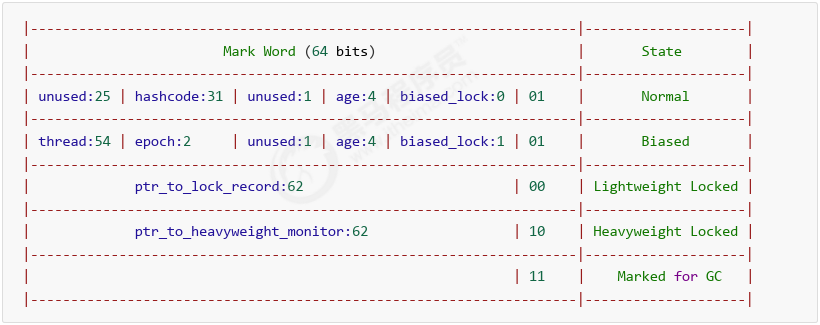 |--------------------------------------------------------------------|--------------------|
| Mark Word (64 bits) | State |
|--------------------------------------------------------------------|--------------------|
| unused:25 | hashcode:31 | unused:1 | age:4 | biased_lock:0 | 01 | Normal |
|--------------------------------------------------------------------|--------------------|
| thread:54 | epoch:2 | unused:1 | age:4 | biased_lock:1 | 01 | Biased |
|--------------------------------------------------------------------|--------------------|
| ptr_to_lock_record:62 | 00 | Lightweight Locked |
|--------------------------------------------------------------------|--------------------|
| ptr_to_heavyweight_monitor:62 | 10 | Heavyweight Locked |
|--------------------------------------------------------------------|--------------------|
| | 11 | Marked for GC |
|--------------------------------------------------------------------|--------------------|